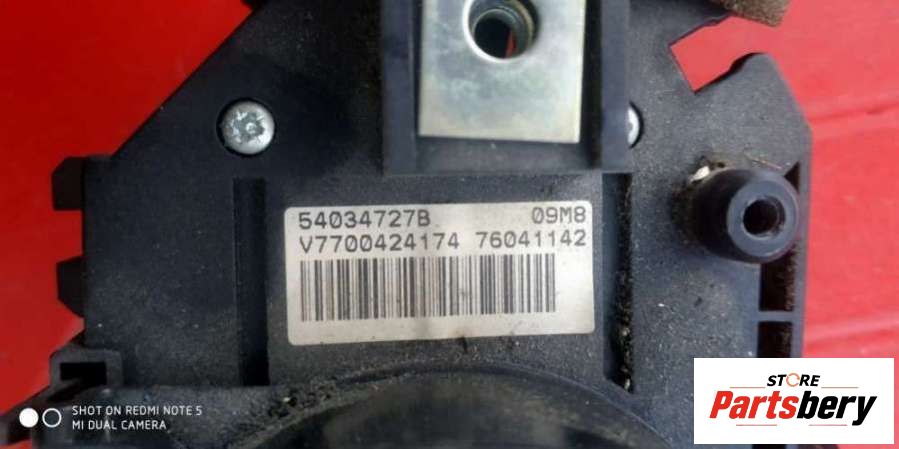 54034727B 09M8
V7700424174 76041142
SHOT ON REDMI NOTE 5
MI DUAL CAMERA
STORE
Partsbery